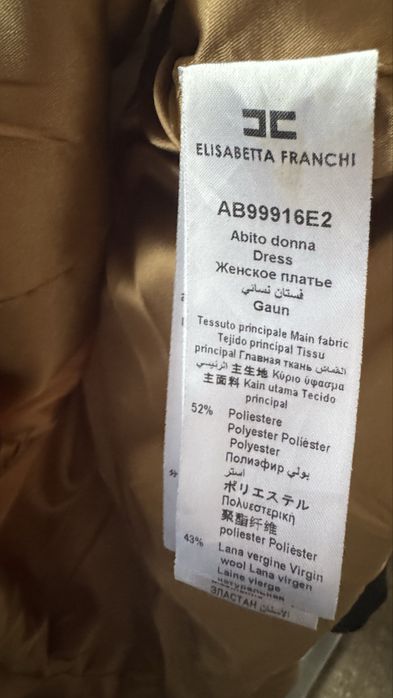 ELISABETTA FRANCHI
AB99916E2
Abito donna
Dress
Женское платье
فستان نسائي
Gaun
Tessuto principale Main fabric
Tejido principal Tissu
principal Главная ткань القماش
الرئيسي 主生地 Κύριο ύφασμα
主面料 Kain utama Tecido
principal
52% Poliestere
Polyester Poliéster
Polyester
Полиэфир بولي
استر
ポリエステル
Πολυεστερική
聚酯纤维
poliester Poliéster
43% Lana vergine Virgin
wool Lana virgen
Laine vierge
натуральная
ЭЛАСТАН الاستان